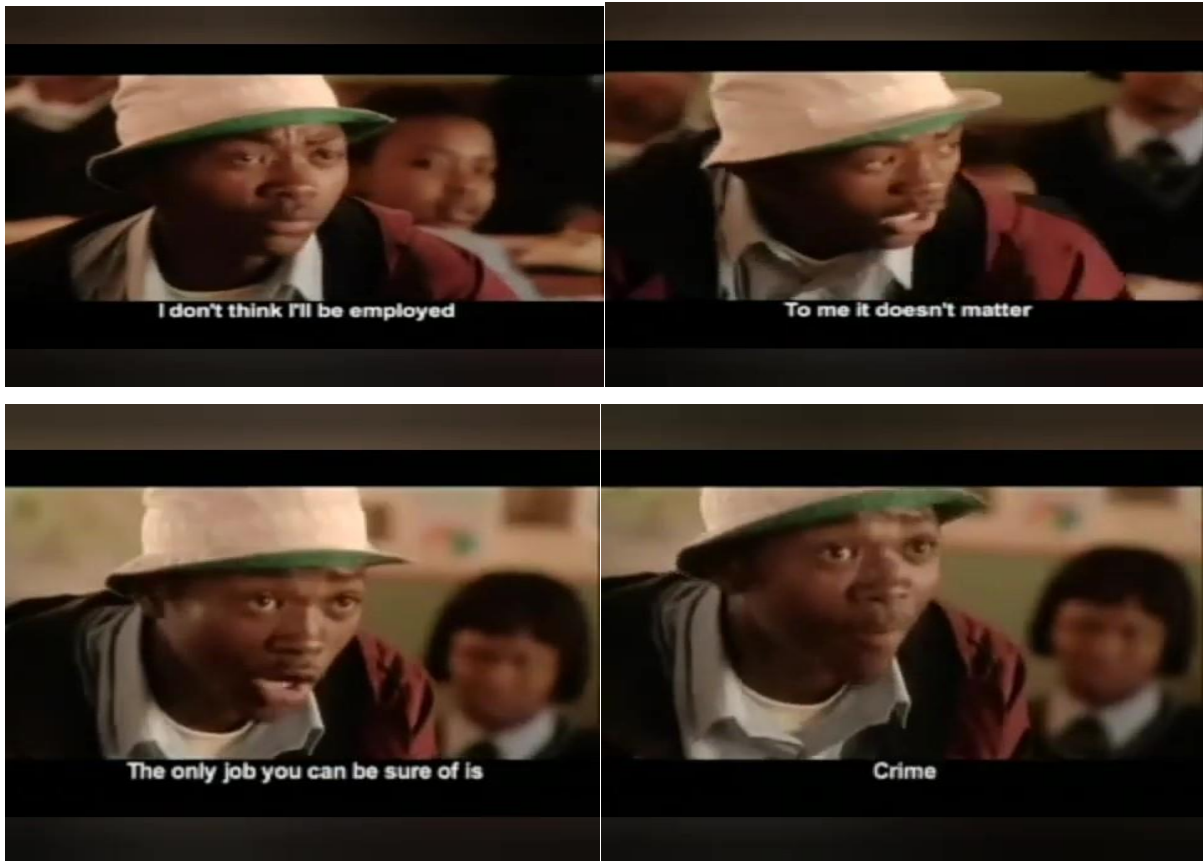 I don't think I'll be employed
To me it doesn't matter
The only job you can be sure of is
Crime